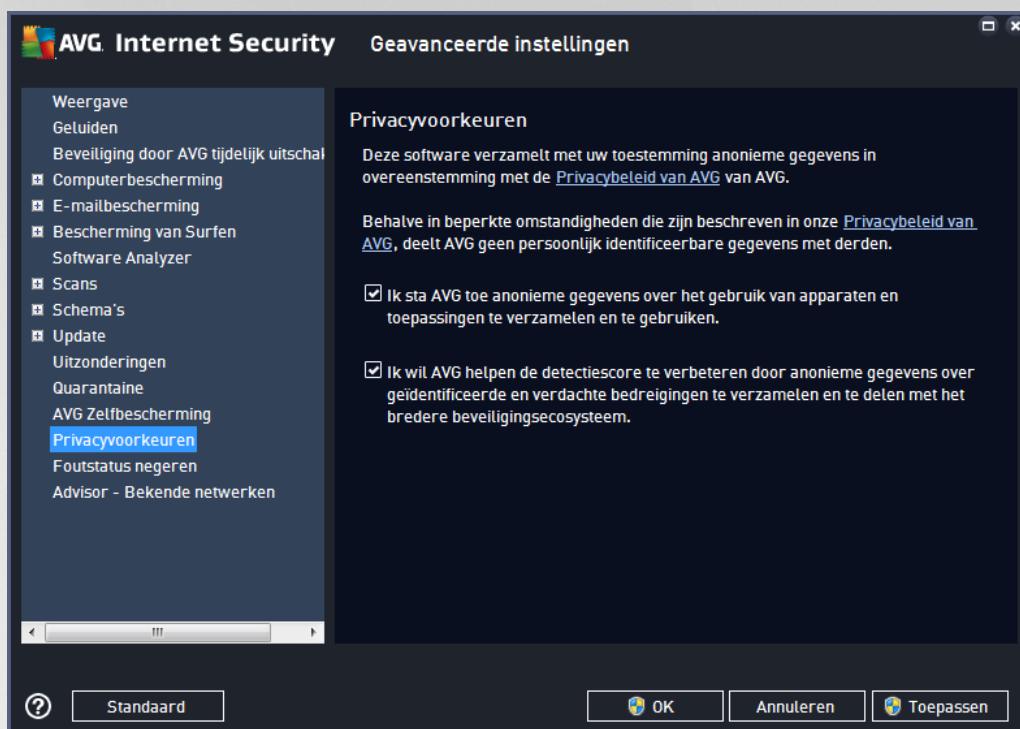 AVG. Internet Security
Geavanceerde instellingen
Weergave
Geluiden
Beveiliging door AVG tijdelijk uitschal
Computerbescherming
E-mailbescherming
Bescherming van Surfen
Software Analyzer
Scans
Schema's
Update
Uitzonderingen
Quarantaine
AVG Zelfbescherming
Privacyvoorkeuren
Foutstatus negeren
Advisor - Bekende netwerken
Privacyvoorkeuren
Deze software verzamelt met uw toestemming anonieme gegevens in
overeenstemming met de Privacybeleid van AVG van AVG.
Behalve in beperkte omstandigheden die zijn beschreven in onze Privacybeleid van
AVG, deelt AVG geen persoonlijk identificeerbare gegevens met derden.
Ik sta AVG toe anonieme gegevens over het gebruik van apparaten en
toepassingen te verzamelen en te gebruiken.
Ik wil AVG helpen de detectiescore te verbeteren door anonieme gegevens over
geïdentificeerde en verdachte bedreigingen te verzamelen en te delen met het
bredere beveiligingsecosysteem.
Standaard
OK
Annuleren
Toepassen